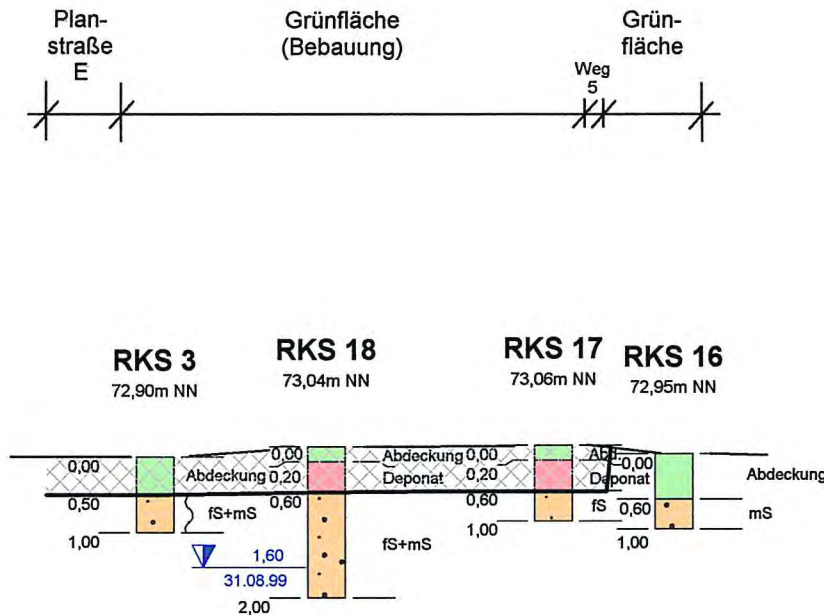 Plan-
straße
E
Grünfläche
(Bebauung)
Weg
5
Grün-
fläche
RKS 3
72,90m NN
RKS 18
73,04m NN
RKS 17
73,06m NN
RKS 16
72,95m NN
0,00
0,50
1,00
Abdeckung
fS+mS
0,00
0,20
0,60
2,00
Abdeckung
Deponat
fS+mS
1,60
31.08.99
0,00
0,20
0,60
1,00
Abd
Deponat
fS
0,00
0,60
1,00
Abdeckung
mS